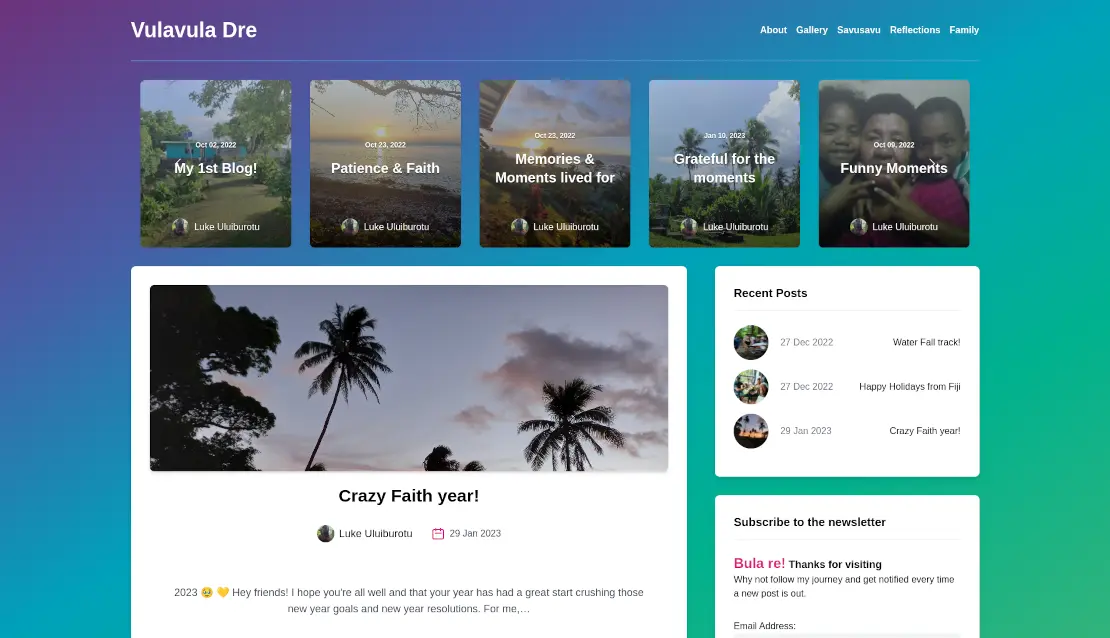 Vulavula Dre
About Gallery Savusavu Reflections Family
Oct 02, 2022
My 1st Blog!
Luke Uluiburotu
Oct 23, 2022
Patience & Faith
Luke Uluiburotu
Oct 23, 2022
Memories &
Moments lived for
Luke Uluiburotu
Jan 10, 2023
Grateful for the
moments
Luke Uluiburotu
Oct 09, 2022
Funny Moments
Luke Uluiburotu
Crazy Faith year!
Luke Uluiburotu 29 Jan 2023
2023 🥹 💛 Hey friends! I hope you're all well and that your year has had a great start crushing those
new year goals and new year resolutions. For me,…
Recent Posts
27 Dec 2022 Water Fall track!
27 Dec 2022 Happy Holidays from Fiji
29 Jan 2023 Crazy Faith year!
Subscribe to the newsletter
Bula re! Thanks for visiting
Why not follow my journey and get notified every time
a new post is out.
Email Address: